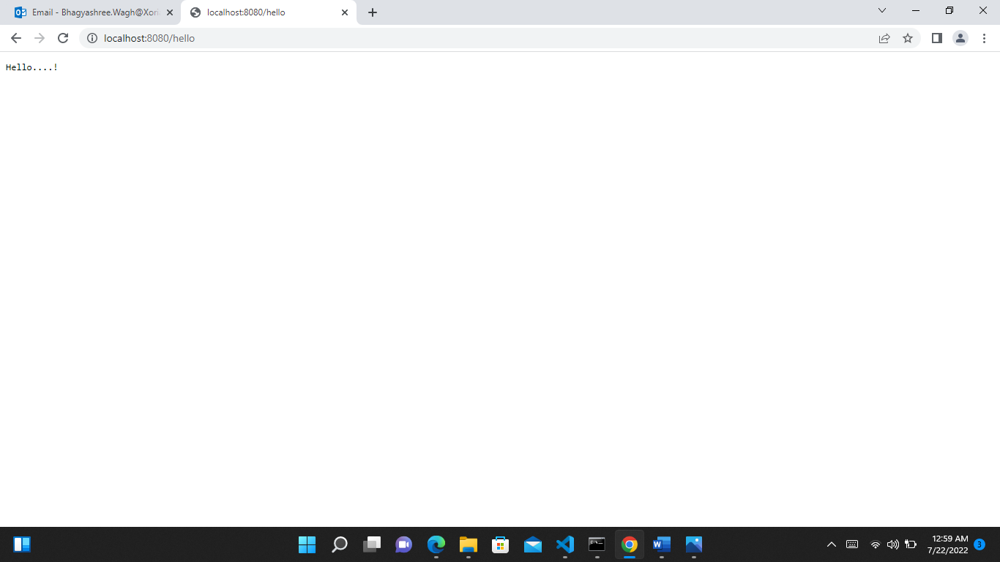 Email - Bhagyashree.Wagh@Xori
localhost:8080/hello
localhost:8080/hello
Hello....!
12:59 AM
7/22/2022
3